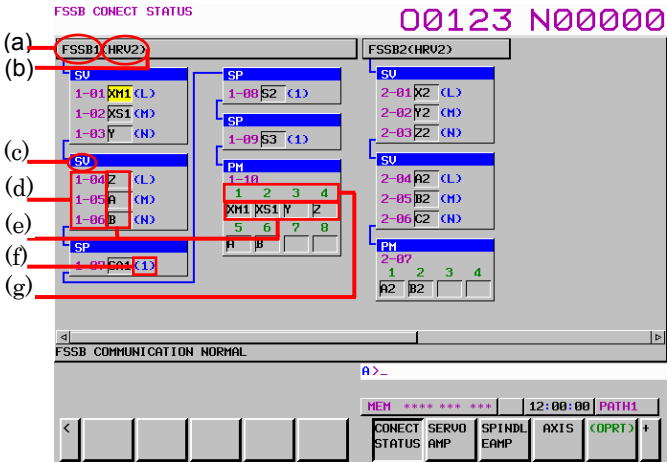 FSSB CONECT STATUS
O0123 N00000
(a)
(b)
(c)
(d)
(e)
(f)
(g)
FSSB1(HRV2)
SV
1-01 XM1 (L)
1-02 XS1 (M)
1-03 Y (N)
SV
1-04 Z (L)
1-05 A (M)
1-06 B (N)
SP
1-07 SA1 (1)
SP
1-08 S2 (1)
SP
1-09 S3 (1)
PM
1-10
1 2 3 4
XM1 XS1 Y Z
5 6 7 8
A B
FSSB2(HRV2)
SV
2-01 X2 (L)
2-02 Y2 (M)
2-03 Z2 (N)
SV
2-04 A2 (L)
2-05 B2 (M)
2-06 C2 (N)
PM
2-07
1 2 3 4
A2 B2
FSSB COMMUNICATION NORMAL
A>_
MEM **** *** *** 12:00:00 PATH1
< CONECT STATUS SERVO AMP SPINDL EAMP AXIS (OPRT) +